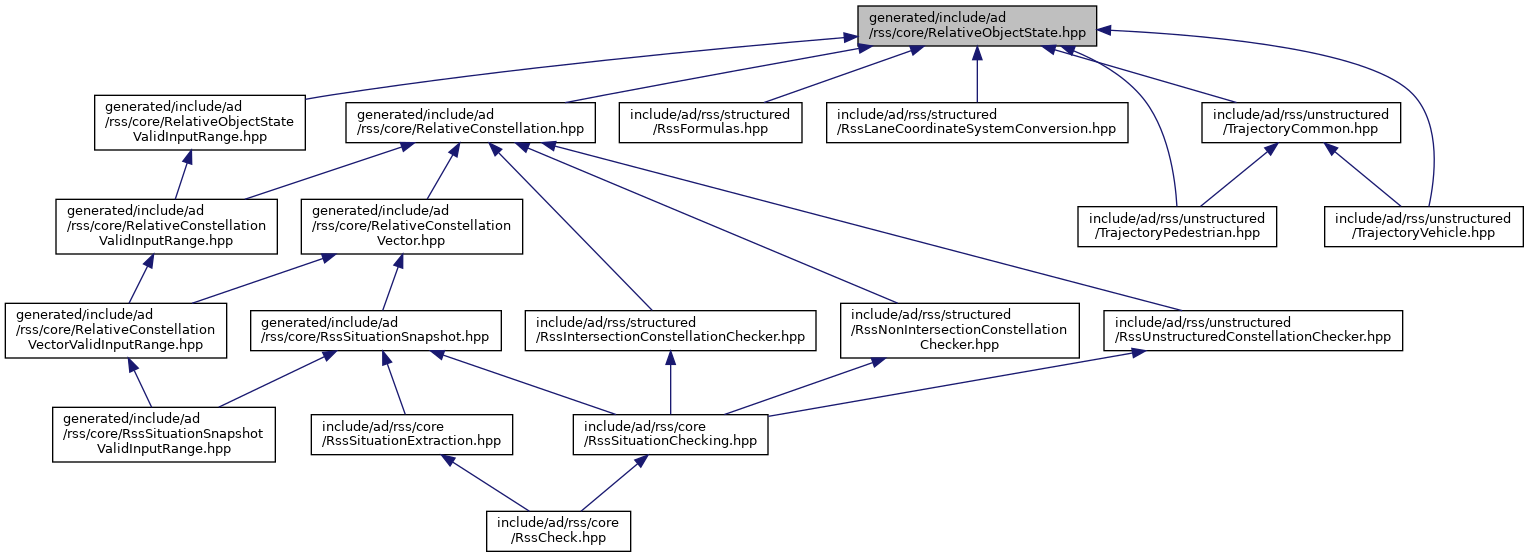 generated/include/ad
/rss/core/RelativeObjectState.hpp
generated/include/ad
/rss/core/RelativeObjectState
ValidInputRange.hpp
generated/include/ad
/rss/core/RelativeConstellation.hpp
include/ad/rss/structured
/RssFormulas.hpp
include/ad/rss/structured
/RssLaneCoordinateSystemConversion.hpp
include/ad/rss/unstructured
/TrajectoryCommon.hpp
generated/include/ad
/rss/core/RelativeConstellation
ValidInputRange.hpp
generated/include/ad
/rss/core/RelativeConstellation
Vector.hpp
include/ad/rss/unstructured
/TrajectoryPedestrian.hpp
include/ad/rss/unstructured
/TrajectoryVehicle.hpp
generated/include/ad
/rss/core/RelativeConstellation
VectorValidInputRange.hpp
generated/include/ad
/rss/core/RssSituationSnapshot.hpp
include/ad/rss/structured
/RssIntersectionConstellationChecker.hpp
include/ad/rss/structured
/RssNonIntersectionConstellation
Checker.hpp
include/ad/rss/unstructured
/RssUnstructuredConstellationChecker.hpp
generated/include/ad
/rss/core/RssSituationSnapshot
ValidInputRange.hpp
include/ad/rss/core
/RssSituationExtraction.hpp
include/ad/rss/core
/RssSituationChecking.hpp
include/ad/rss/core
/RssCheck.hpp